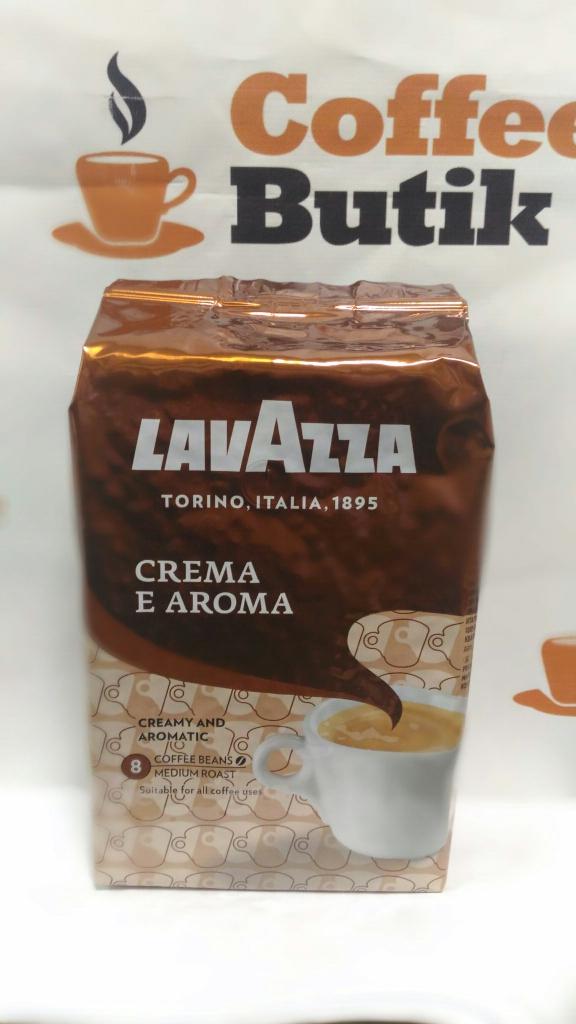 Coffee
Butik
LAVAZZA
TORINO, ITALIA, 1895
CREMA
E AROMA
CREAMY AND
AROMATIC
8
COFFEE BEANS
MEDIUM ROAST
Suitable for all coffee uses